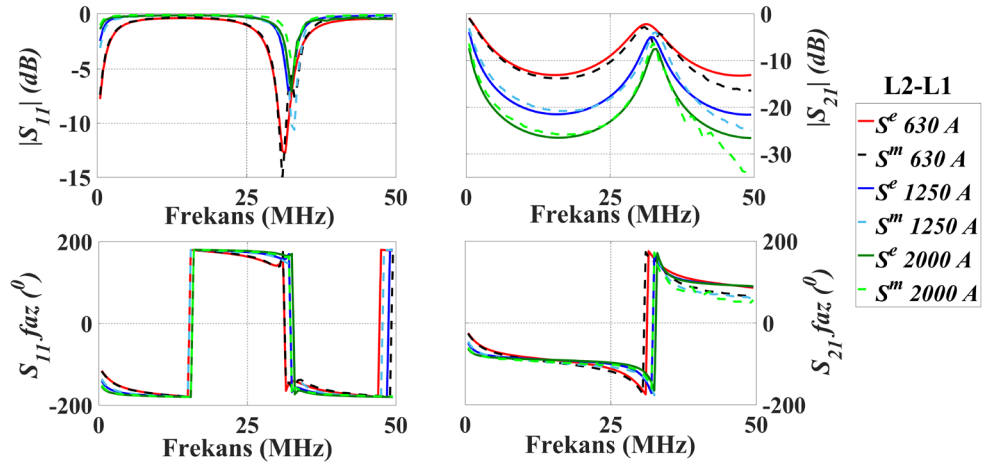 0
-5
-10
-15
|S11| (dB)
0
25
50
Frekans (MHz)
0
-10
-20
-30
|S21| (dB)
0
25
50
Frekans (MHz)
L2-L1
S^e 630 A
S^m 630 A
S^e 1250 A
S^m 1250 A
S^e 2000 A
S^m 2000 A
200
0
-200
S11 faz (0)
0
25
50
Frekans (MHz)
200
0
-200
S21 faz (0)
0
25
50
Frekans (MHz)